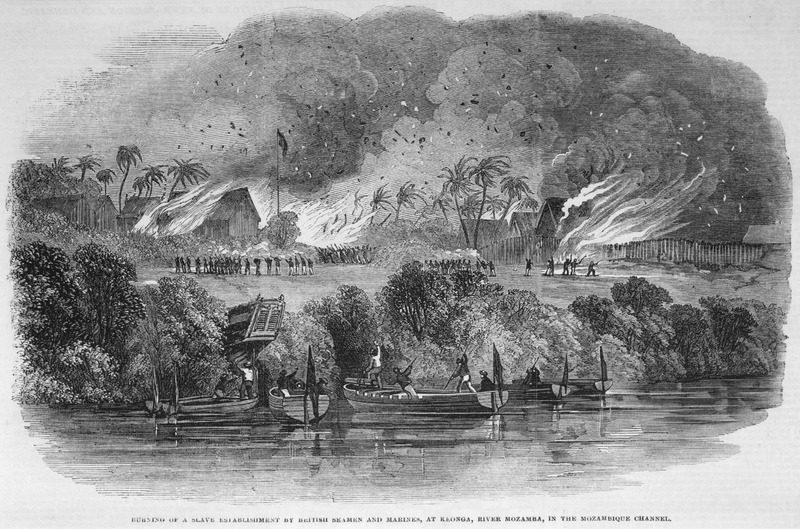 BURNING OF A SLAVE ESTABLISHMENT BY BRITISH SEAMEN AND MARINES, AT KEONGA, RIVER MOZAMBA, IN THE MOZAMBIQUE CHANNEL.